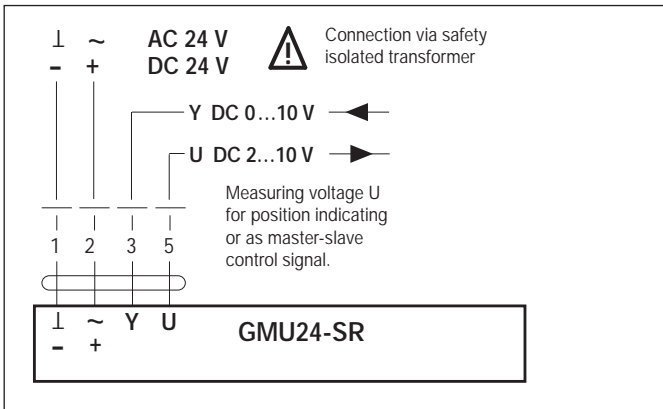 ⊥ ~ AC 24 V
– + DC 24 V
Connection via safety
isolated transformer
Y DC 0...10 V
U DC 2...10 V
Measuring voltage U
for position indicating
or as master-slave
control signal.
1 2 3 5
⊥ ~ Y U
– +
GMU24-SR